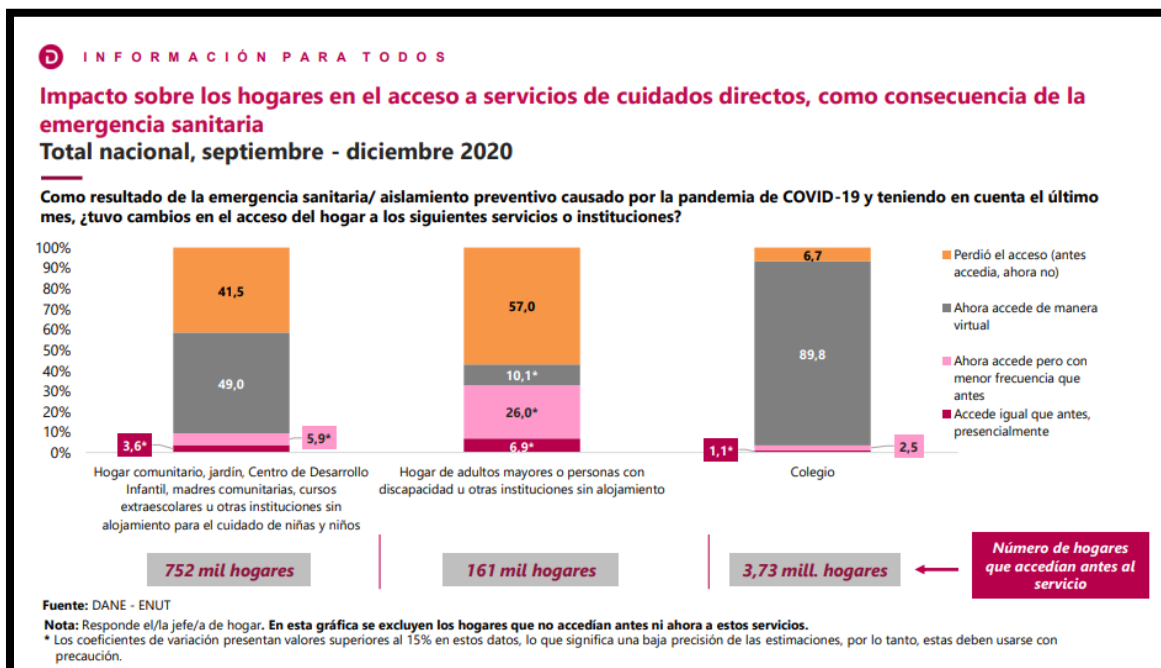 INFORMACIÓN PARA TODOS
Impacto sobre los hogares en el acceso a servicios de cuidados directos, como consecuencia de la
emergencia sanitaria
Total nacional, septiembre - diciembre 2020
Como resultado de la emergencia sanitaria/ aislamiento preventivo causado por la pandemia de COVID-19 y teniendo en cuenta el último
mes, ¿tuvo cambios en el acceso del hogar a los siguientes servicios o instituciones?
100%
90%
80%
70%
60%
50%
40%
30%
20%
10%
0%
41,5
49,0
5,9*
3,6*
57,0
10,1*
26,0*
6,9*
6,7
89,8
2,5
1,1*
Perdió el acceso (antes
accedia, ahora no)
Ahora accede de manera
virtual
Ahora accede pero con
menor frecuencia que
antes
Accede igual que antes,
presencialmente
Hogar comunitario, jardín, Centro de Desarrollo
Infantil, madres comunitarias, cursos
extraescolares u otras instituciones sin
alojamiento para el cuidado de niñas y niños
Hogar de adultos mayores o personas con
discapacidad u otras instituciones sin alojamiento
Colegio
752 mil hogares
161 mil hogares
3,73 mill. hogares
Número de hogares
que accedían antes al
servicio
Fuente: DANE - ENUT
Nota: Responde el/la jefe/a de hogar. En esta gráfica se excluyen los hogares que no accedían antes ni ahora a estos servicios.
* Los coeficientes de variación presentan valores superiores al 15% en estos datos, lo que significa una baja precisión de las estimaciones, por lo tanto, estas deben usarse con
precaución.